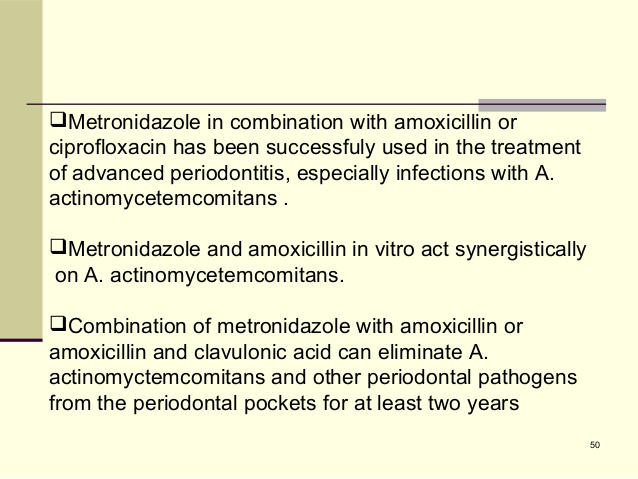 ❑Metronidazole in combination with amoxicillin or
ciprofloxacin has been successfuly used in the treatment
of advanced periodontitis, especially infections with A.
actinomycetemcomitans .
❑Metronidazole and amoxicillin in vitro act synergistically
on A. actinomycetemcomitans.
❑Combination of metronidazole with amoxicillin or
amoxicillin and clavulonic acid can eliminate A.
actinomyctemcomitans and other periodontal pathogens
from the periodontal pockets for at least two years
50